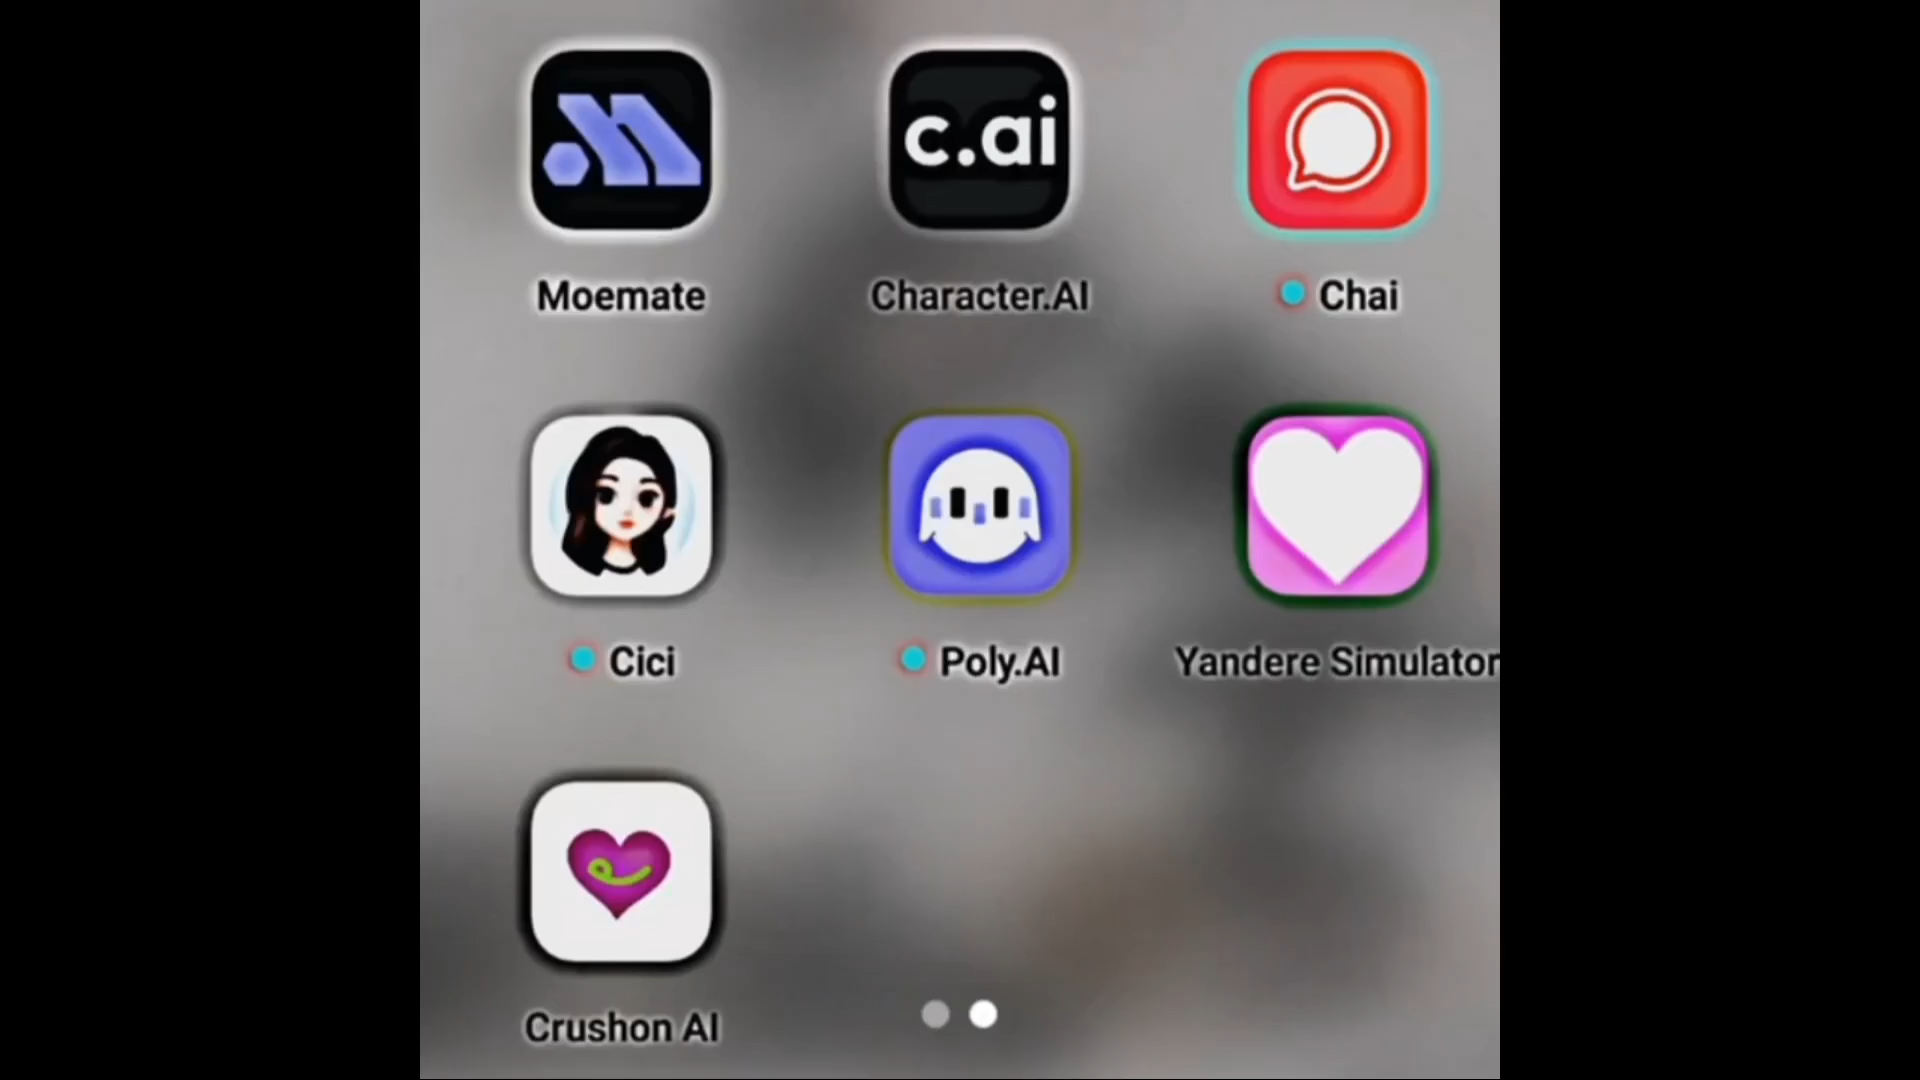 c.ai
Moemate
Character.AI
Chai
Cici
Poly.AI
Yandere Simulator
Crushon AI